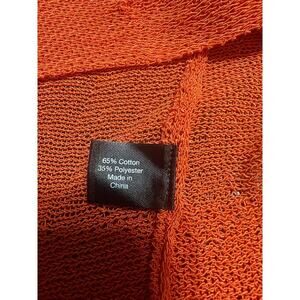 65% Cotton
35% Polyester
Made in
China